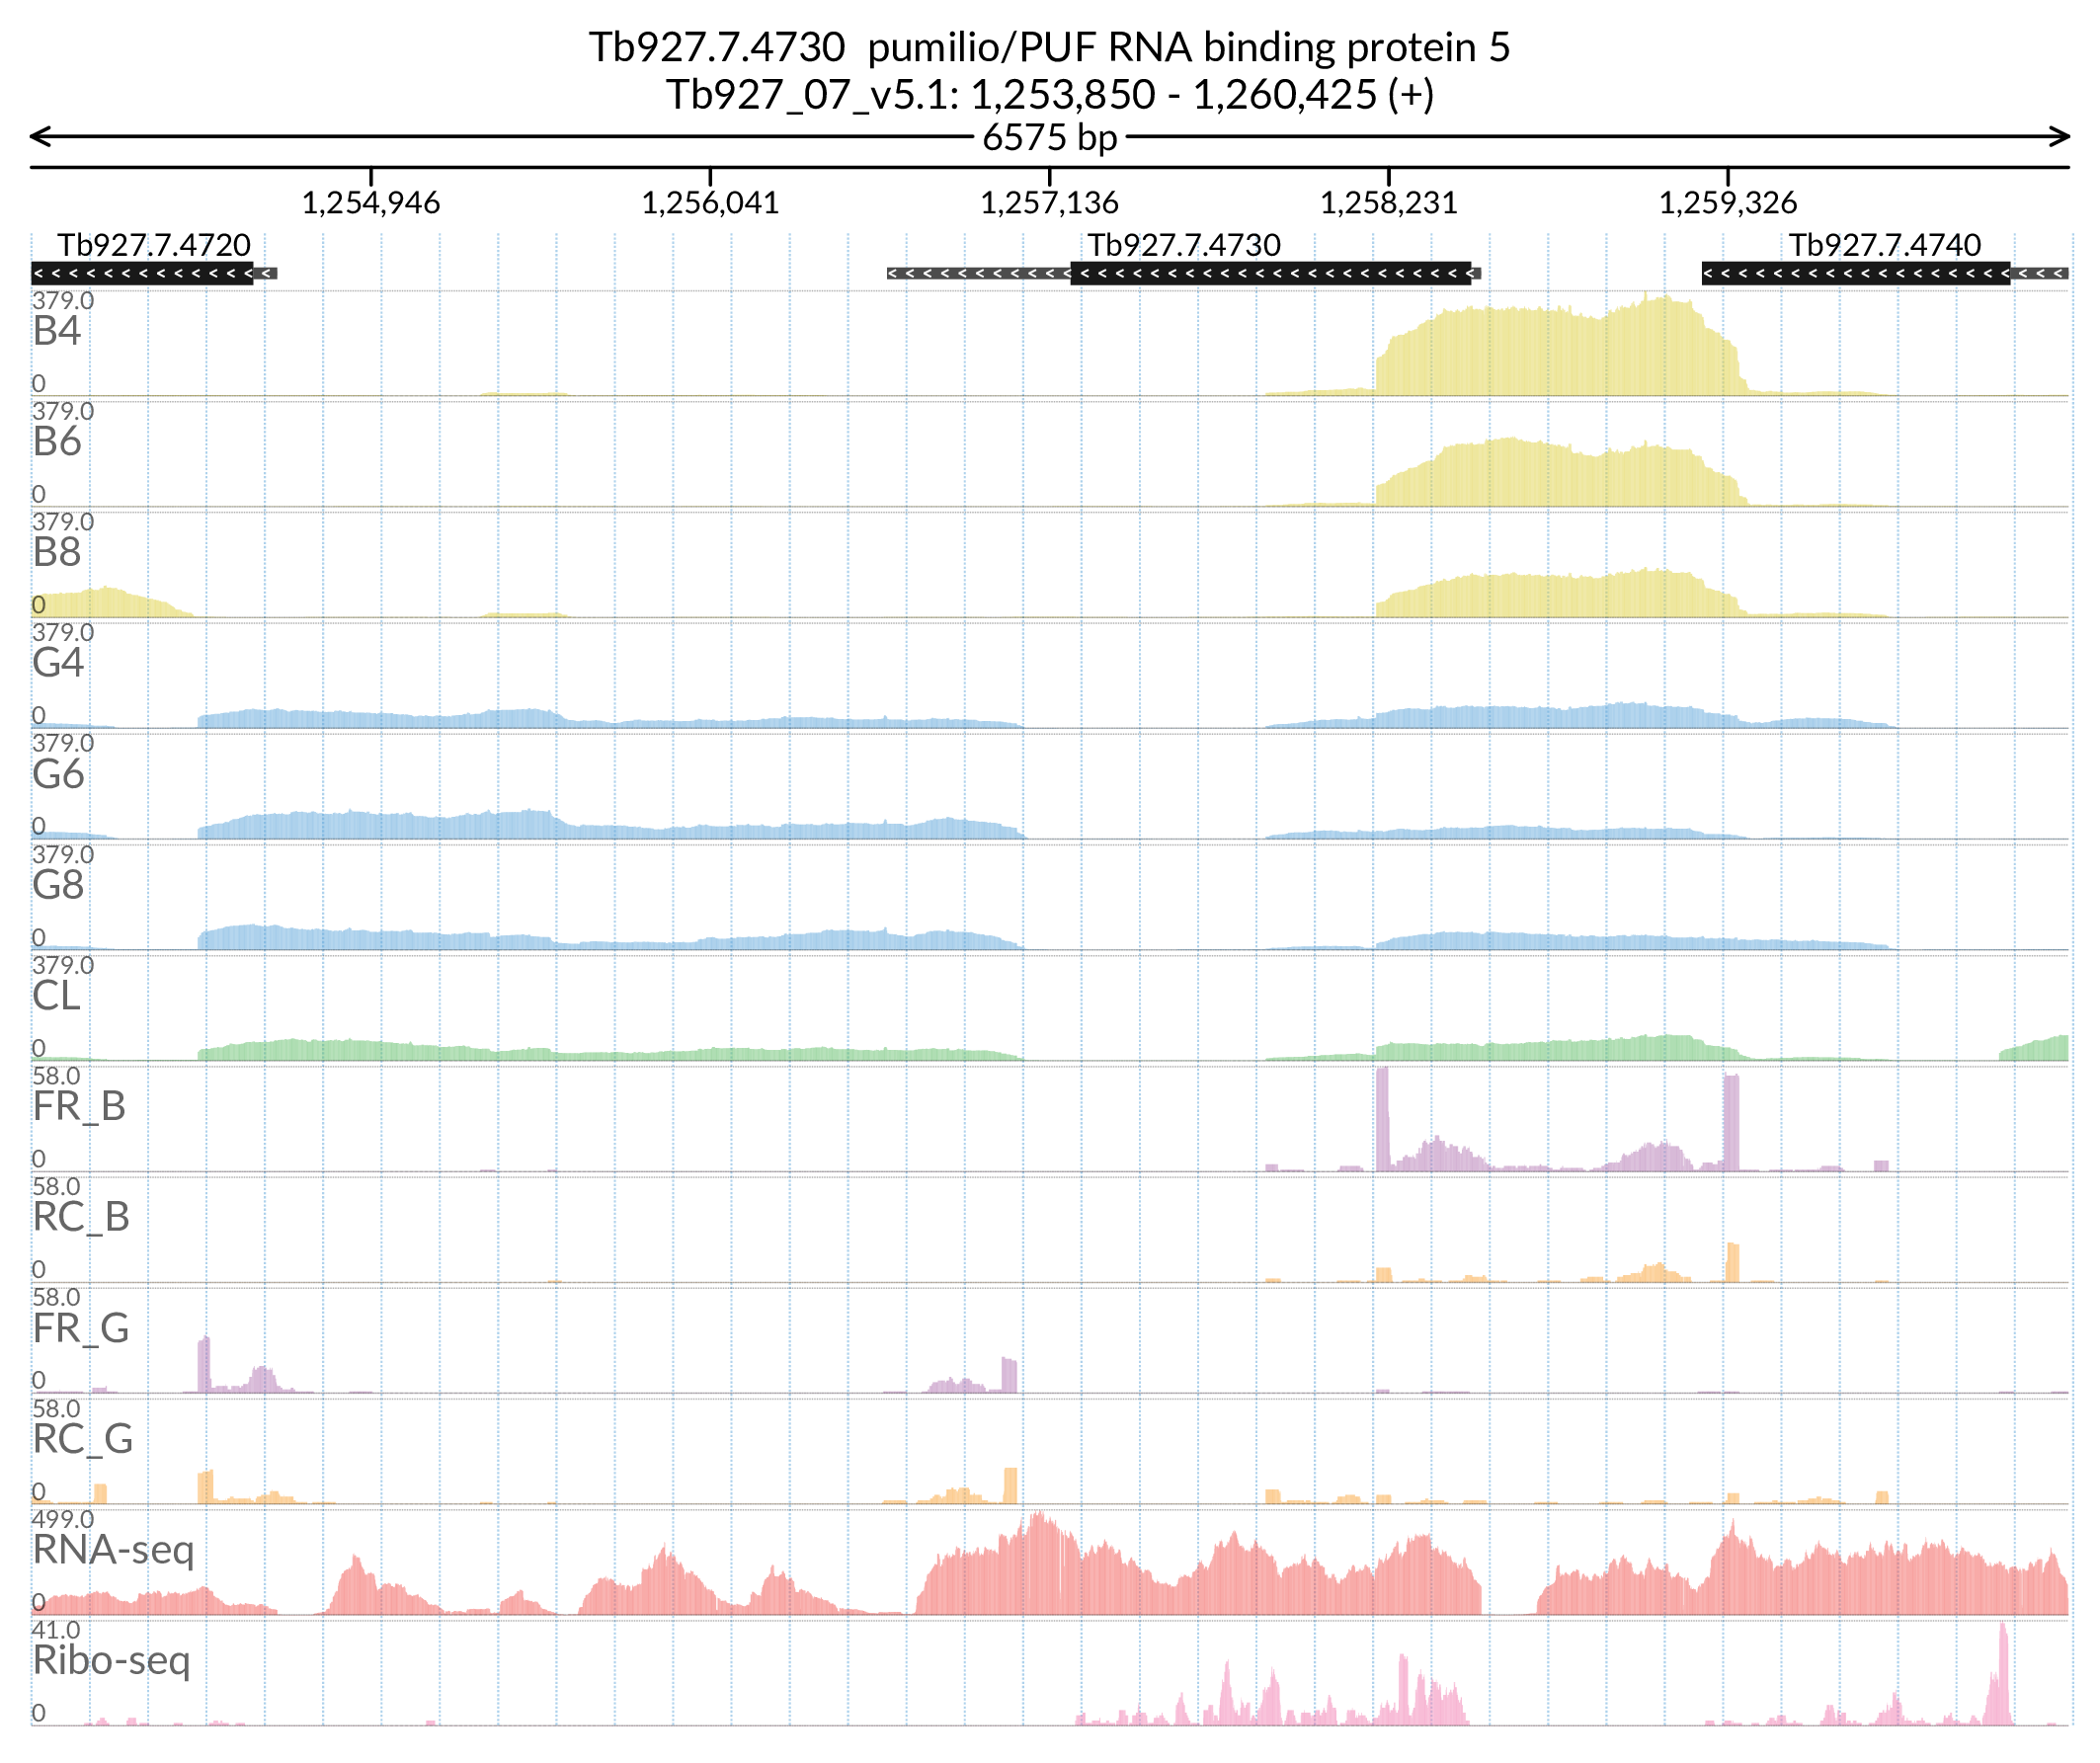 Tb927.7.4730  pumilio/PUF RNA binding protein 5
Tb927_07_v5.1: 1,253,850 - 1,260,425 (+)
6575 bp
1,254,946 1,256,041 1,257,136 1,258,231 1,259,326
Tb927.7.4720 Tb927.7.4730 Tb927.7.4740
379.0
B4
0
379.0
B6
0
379.0
B8
0
379.0
G4
0
379.0
G6
0
379.0
G8
0
379.0
CL
0
58.0
FR_B
0
58.0
RC_B
0
58.0
FR_G
0
58.0
RC_G
0
499.0
RNA-seq
0
41.0
Ribo-seq
0